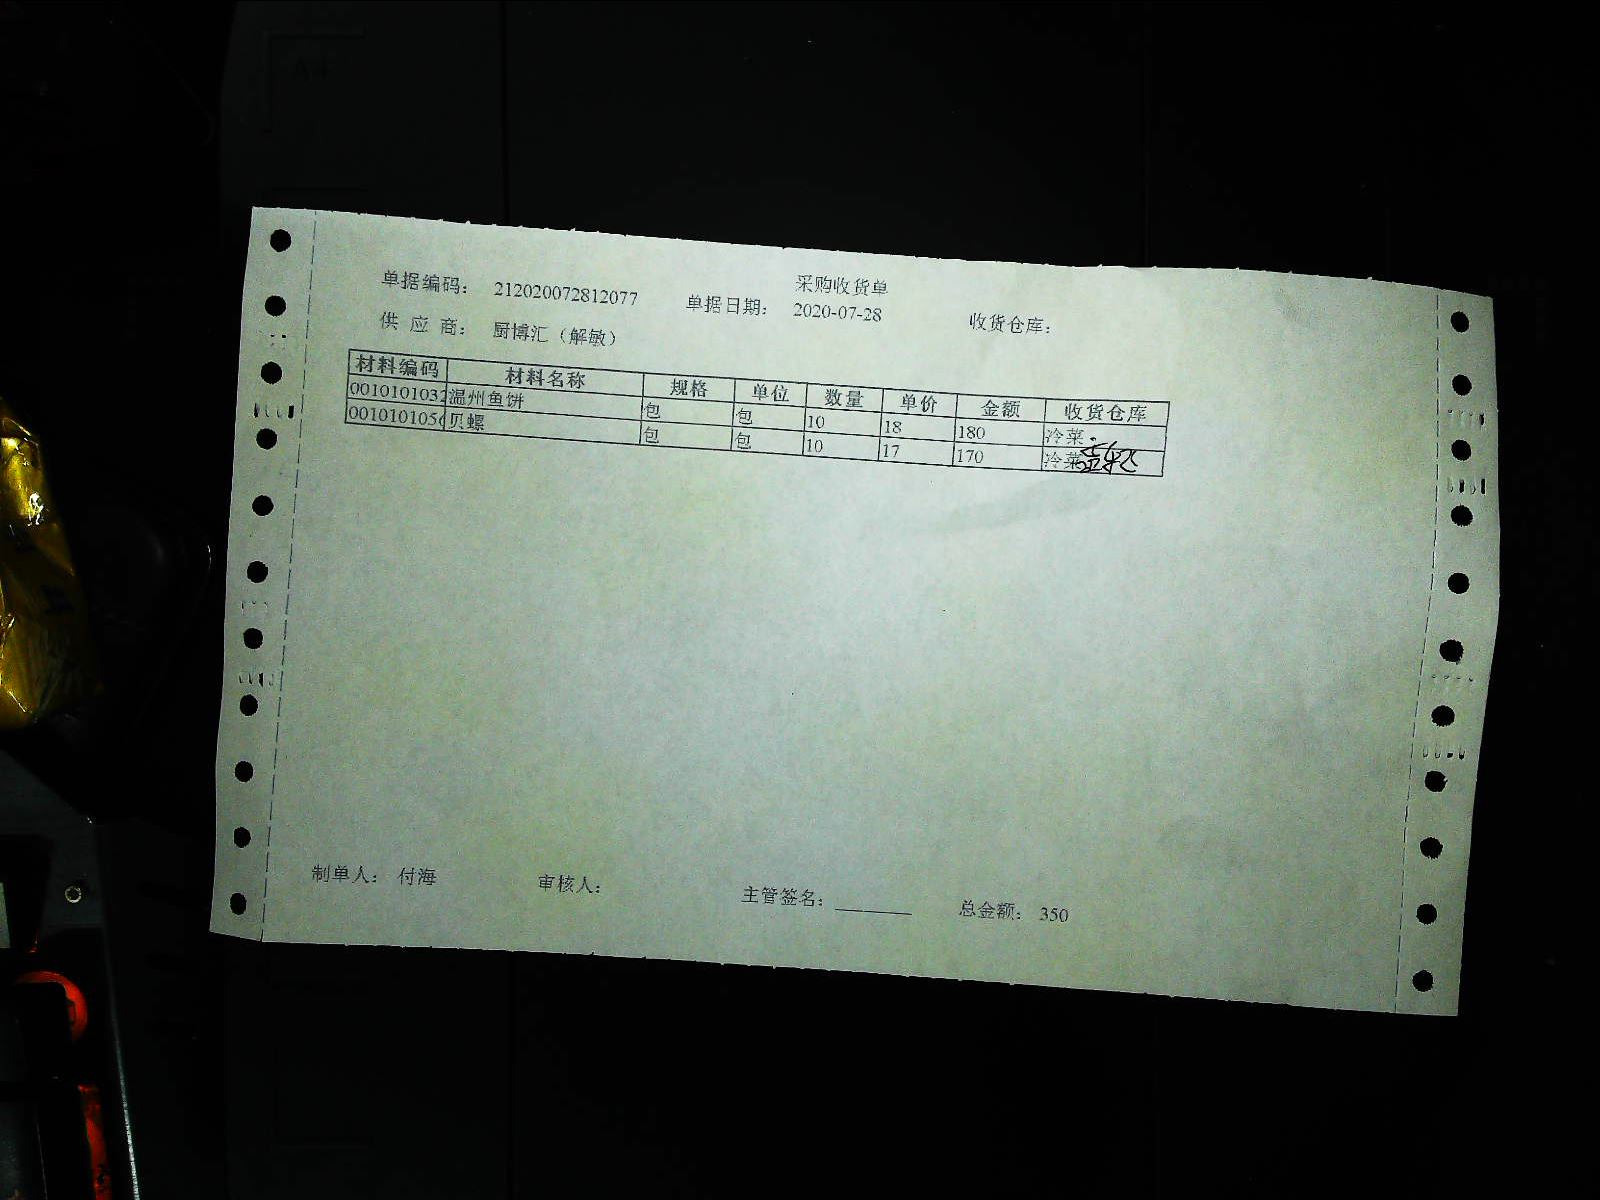 采购收货单
单据编码： 212020072812077 单据日期： 2020-07-28 收货仓库：
供 应 商： 厨博汇（解敏）
材料编码 材料名称 规格 单位 数量 单价 金额 收货仓库
0010101032 温州鱼饼 包 包 10 18 180 冷菜
001010105 贝螺 包 包 10 17 170 冷菜
制单人： 付海 审核人： 主管签名：________ 总金额： 350